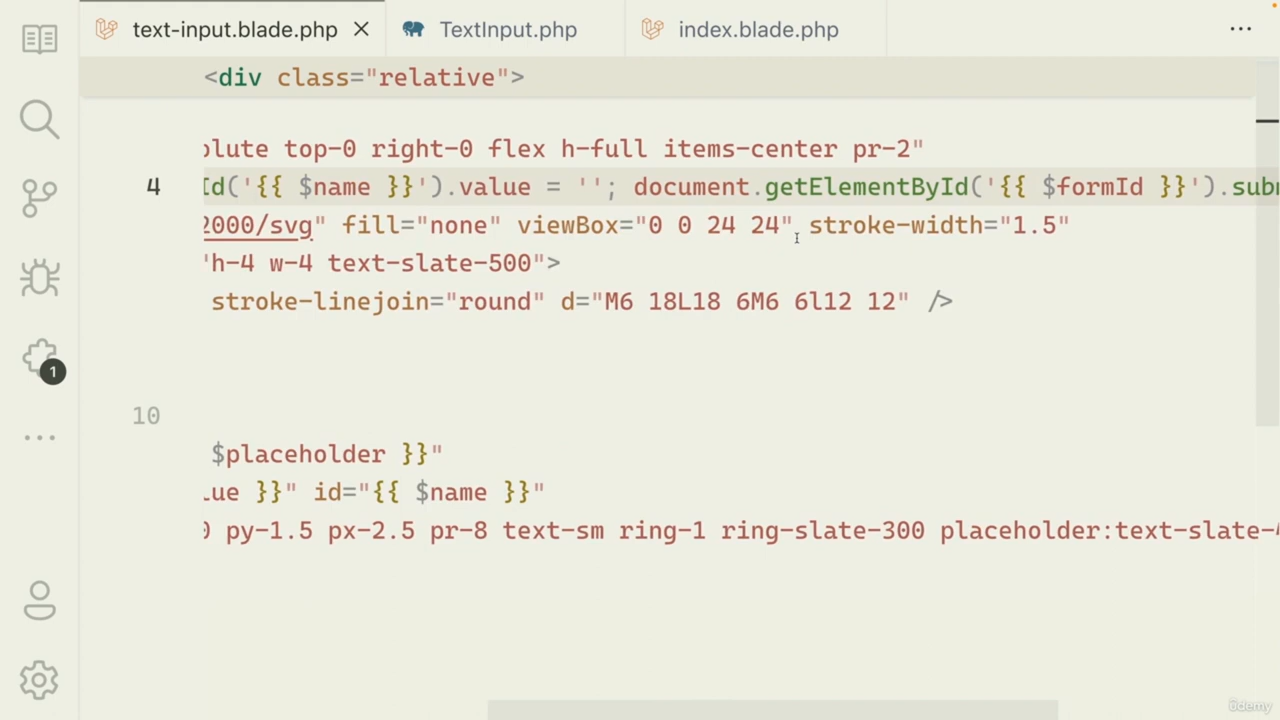 text-input.blade.php
TextInput.php
index.blade.php
<div class="relative">
olute top-0 right-0 flex h-full items-center pr-2"
4 Id('{{ $name }}').value = ''; document.getElementById('{{ $formId }}').subm
2000/svg" fill="none" viewBox="0 0 24 24" stroke-width="1.5"
"h-4 w-4 text-slate-500">
stroke-linejoin="round" d="M6 18L18 6M6 6l12 12" />
1
10
$placeholder }}"
lue }}" id="{{ $name }}"
0 py-1.5 px-2.5 pr-8 text-sm ring-1 ring-slate-300 placeholder:text-slate-
udemy